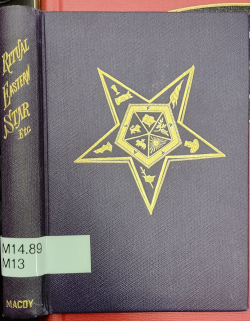 RITUAL
EASTERN
STAR
ETC
M14.89
M13
MACOY